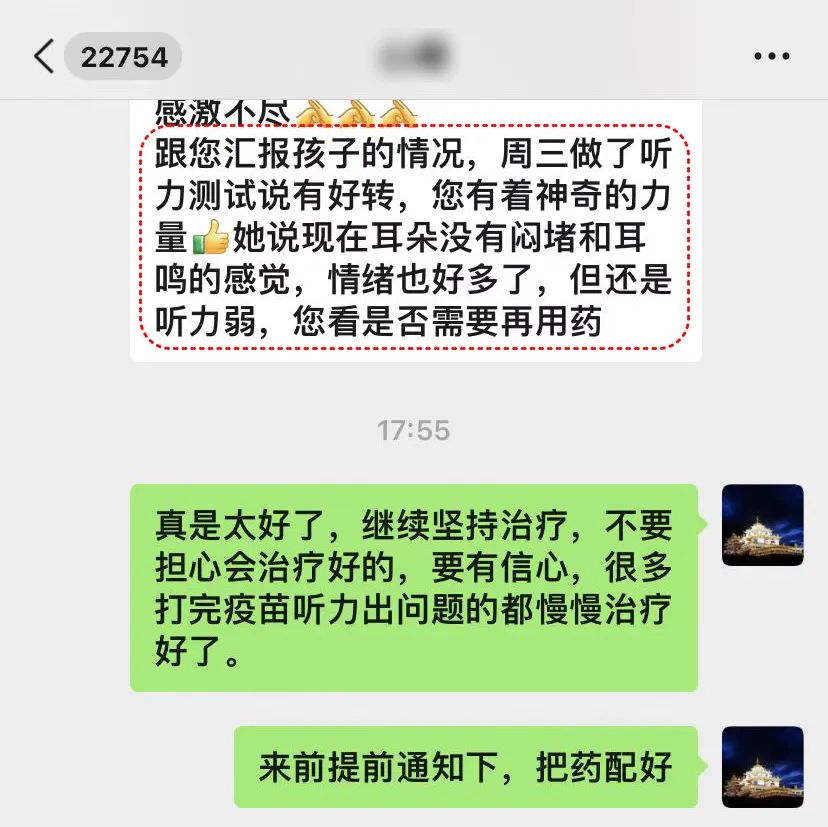 22754
感激不尽
跟您汇报孩子的情况，周三做了听
力测试说有好转，您有着神奇的力
量👍她说现在耳朵没有闷堵和耳
鸣的感觉，情绪也好多了，但还是
听力弱，您看是否需要再用药
17:55
真是太好了，继续坚持治疗，不要
担心会治疗好的，要有信心，很多
打完疫苗听力出问题的都慢慢治疗
好了。
来前提前通知下，把药配好